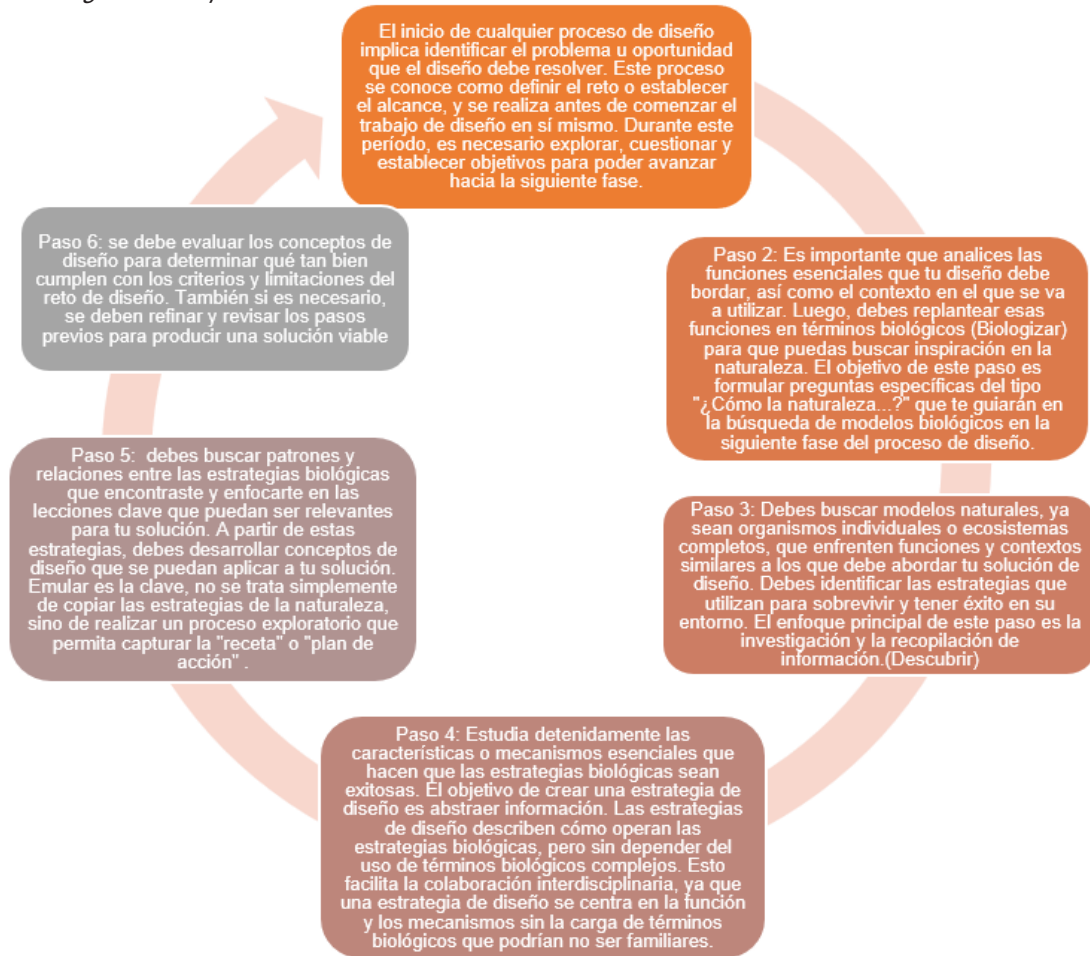 El inicio de cualquier proceso de diseño
implica identificar el problema u oportunidad
que el diseño debe resolver. Este proceso
se conoce como definir el reto o establecer
el alcance, y se realiza antes de comenzar el
trabajo de diseño en sí mismo. Durante este
período, es necesario explorar, cuestionar y
establecer objetivos para poder avanzar
hacia la siguiente fase.
Paso 2: Es importante que analices las
funciones esenciales que tu diseño debe
bordar, así como el contexto en el que se va
a utilizar. Luego, debes replantear esas
funciones en términos biológicos (Biologizar)
para que puedas buscar inspiración en la
naturaleza. El objetivo de este paso es
formular preguntas específicas del tipo
"¿Cómo la naturaleza...?" que te guiarán en
la búsqueda de modelos biológicos en la
siguiente fase del proceso de diseño.
Paso 3: Debes buscar modelos naturales, ya
sean organismos individuales o ecosistemas
completos, que enfrenten funciones y contextos
similares a los que debe abordar tu solución de
diseño. Debes identificar las estrategias que
utilizan para sobrevivir y tener éxito en su
entorno. El enfoque principal de este paso es la
investigación y la recopilación de
información.(Descubrir)
Paso 4: Estudia detenidamente las
características o mecanismos esenciales que
hacen que las estrategias biológicas sean
exitosas. El objetivo de crear una estrategia de
diseño es abstraer información. Las estrategias
de diseño describen cómo operan las
estrategias biológicas, pero sin depender del
uso de términos biológicos complejos. Esto
facilita la colaboración interdisciplinaria, ya que
una estrategia de diseño se centra en la función
y los mecanismos sin la carga de términos
biológicos que podrían no ser familiares.
Paso 5:  debes buscar patrones y
relaciones entre las estrategias biológicas
que encontraste y enfocarte en las
lecciones clave que puedan ser relevantes
para tu solución. A partir de estas
estrategias, debes desarrollar conceptos de
diseño que se puedan aplicar a tu solución.
Emular es la clave, no se trata simplemente
de copiar las estrategias de la naturaleza,
sino de realizar un proceso exploratorio que
permita capturar la "receta" o "plan de
acción" .
Paso 6: se debe evaluar los conceptos de
diseño para determinar qué tan bien
cumplen con los criterios y limitaciones del
reto de diseño. También si es necesario,
se deben refinar y revisar los pasos
previos para producir una solución viable